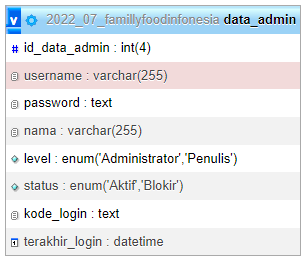 v 2022_07_famillyfoodinfonesia data_admin
# id_data_admin : int(4)
username : varchar(255)
password : text
nama : varchar(255)
level : enum('Administrator','Penulis')
status : enum('Aktif','Blokir')
kode_login : text
terakhir_login : datetime